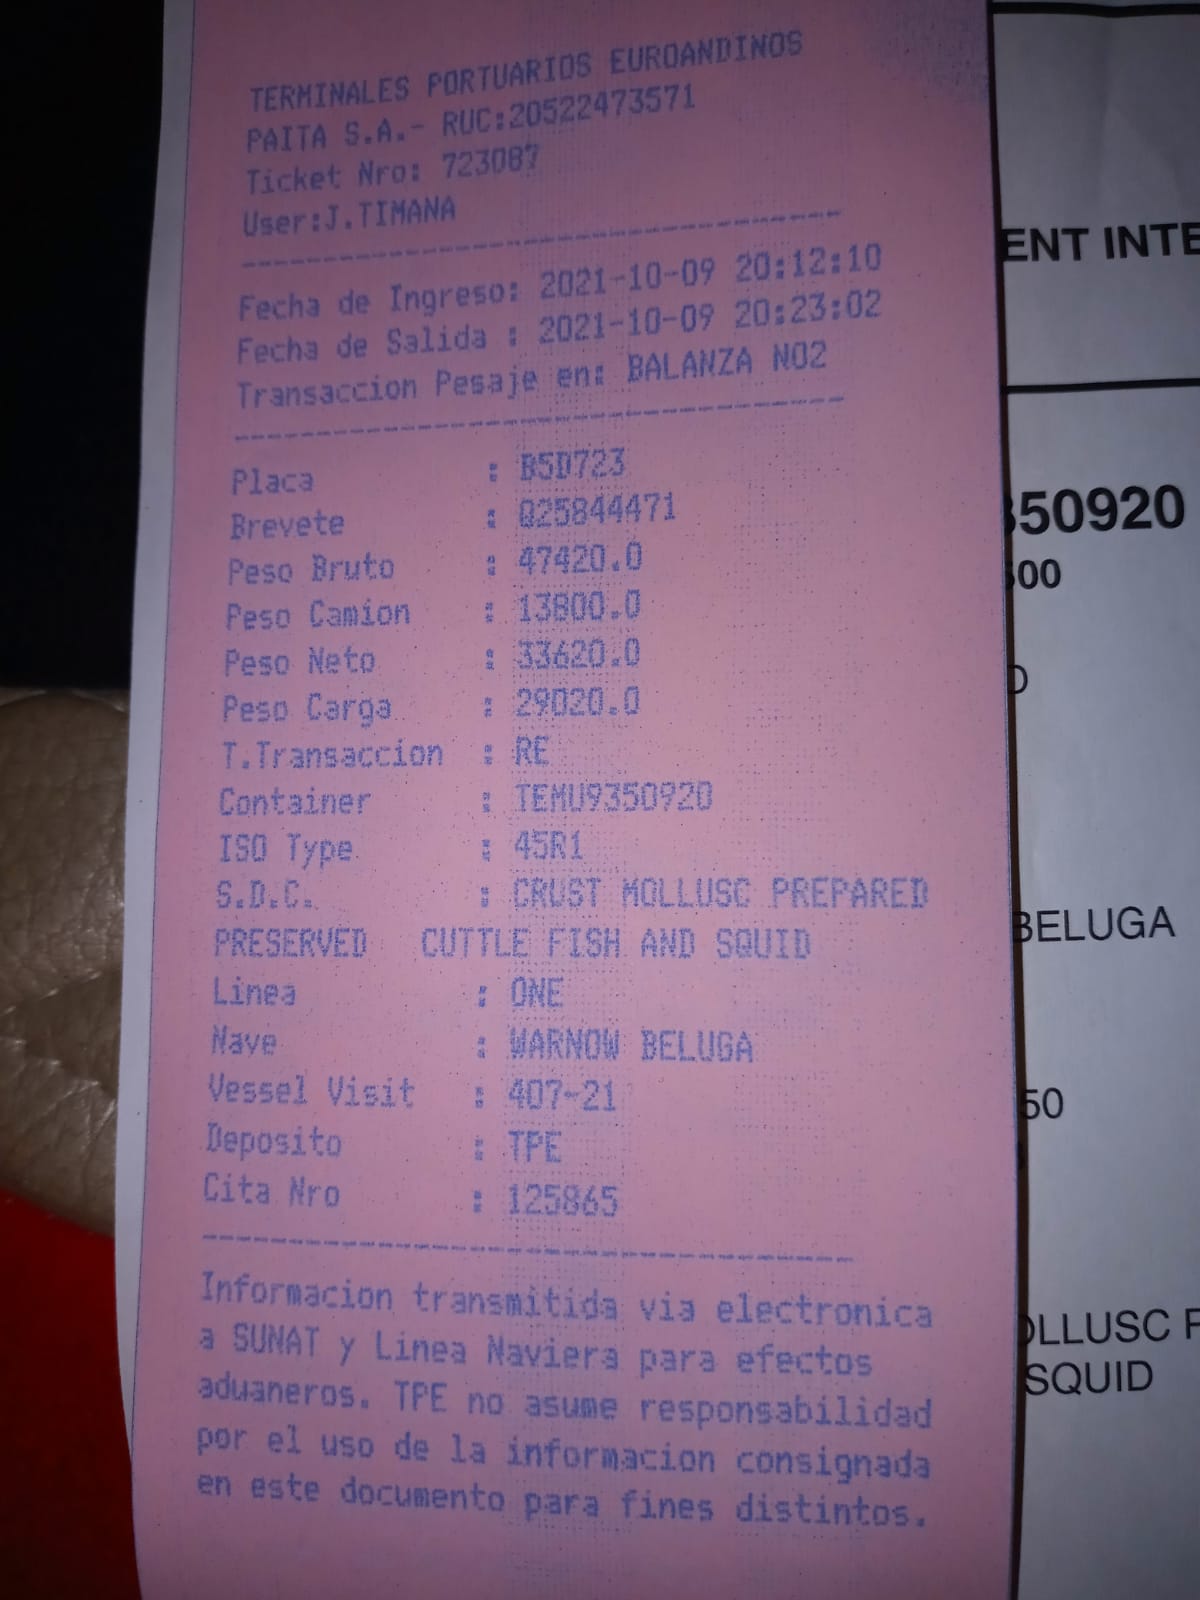 TERMINALES PORTUARIOS EUROANDINOS
PAITA S.A.- RUC:20522473571
Ticket Nro: 723087
User:J.TIMANA
Fecha de Ingreso: 2021-10-09 20:12:10
Fecha de Salida : 2021-10-09 20:23:02
Transaccion Pesaje en: BALANZA NO2
Placa : B5D723
Brevete : Q25844471
Peso Bruto : 47420.0
Peso Camion : 13800.0
Peso Neto : 33620.0
Peso Carga : 29020.0
T.Transaccion : RE
Container : TEMU9350920
ISO Type : 45R1
S.D.C. : CRUST MOLLUSC PREPARED
PRESERVED CUTTLE FISH AND SQUID
Linea : ONE
Nave : WARNOW BELUGA
Vessel Visit : 407-21
Deposito : TPE
Cita Nro : 125865
Informacion transmitida via electronica
a SUNAT y Linea Naviera para efectos
aduaneros. TPE no asume responsabilidad
por el uso de la informacion consignada
en este documento para fines distintos.
ENT INTE
350920
500
D
BELUGA
50
OLLUSC P
SQUID